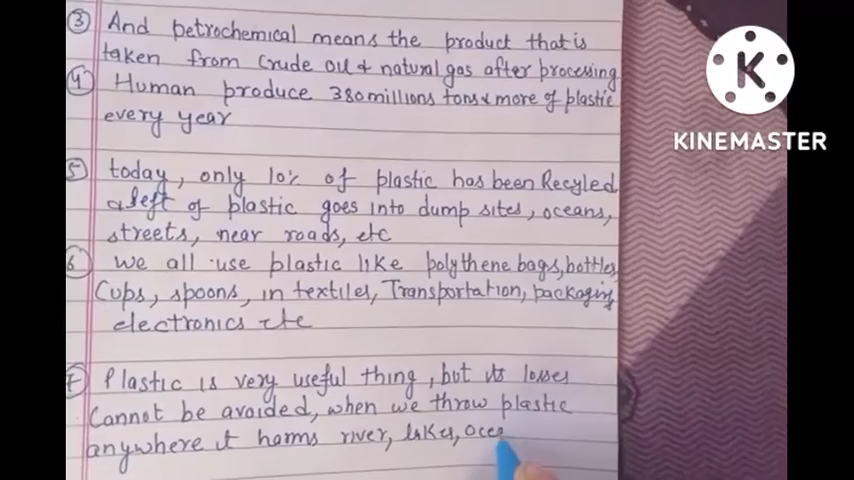 ③ And petrochemical means the product that is
taken from crude oil & natural gas after processing
④ Human produce 380 millions tons & more of plastic
every year
⑤ today, only 10% of plastic has been Recyled
& left of plastic goes into dump sites, oceans,
streets, near roads, etc
⑥ We all use plastic like polythene bags, bottles,
Cups, spoons, in textiles, Transportation, packaging
electronics etc
⑦ Plastic is very useful thing, but its losses
Cannot be avoided, when we throw plastic
anywhere it harms river, lakes, ocea
K
KINEMASTER